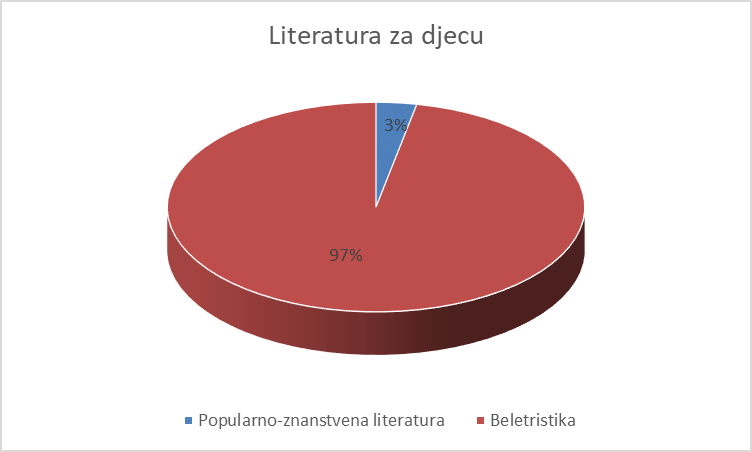 Literatura za djecu
3%
97%
Popularno-znanstvena literatura
Beletristika